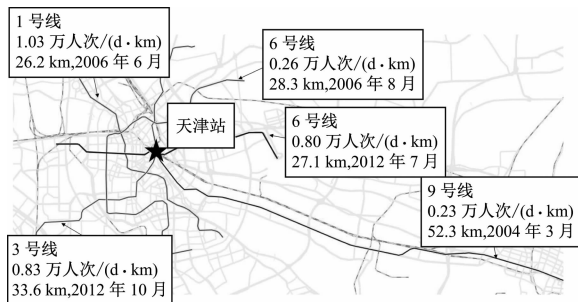 1 号线
1.03 万人次/(d·km)
26.2 km,2006 年 6 月
6 号线
0.26 万人次/(d·km)
28.3 km,2006 年 8 月
天津站
6 号线
0.80 万人次/(d·km)
27.1 km,2012 年 7 月
9 号线
0.23 万人次/(d·km)
52.3 km,2004 年 3 月
3 号线
0.83 万人次/(d·km)
33.6 km,2012 年 10 月